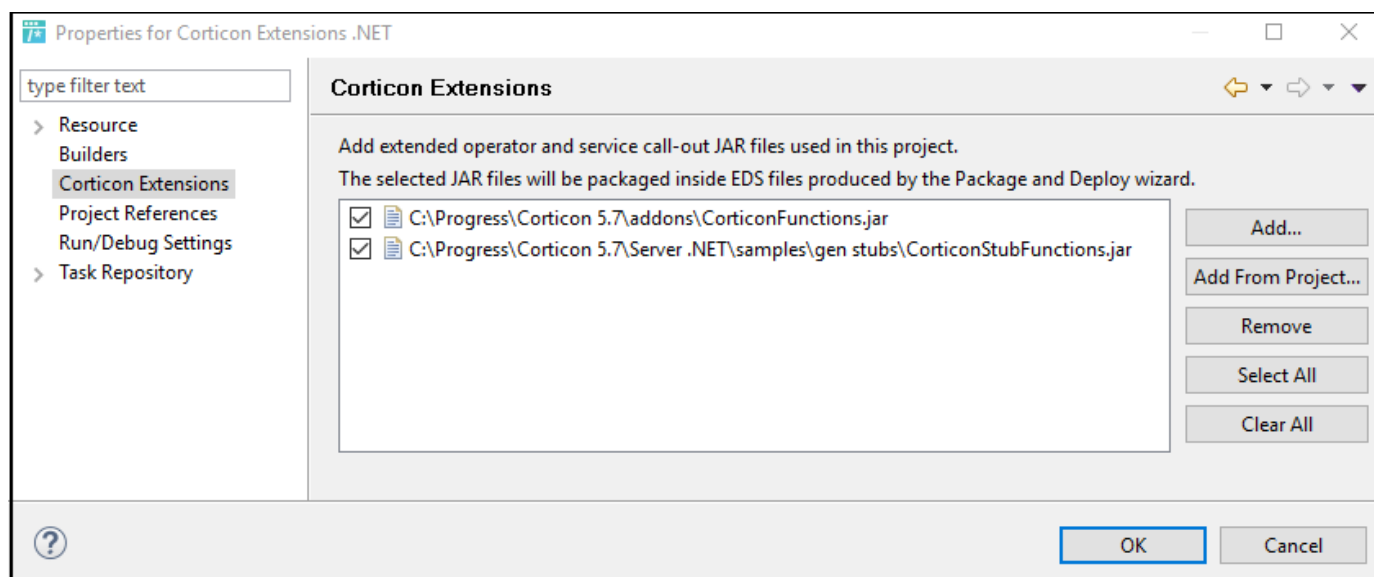 Properties for Corticon Extensions .NET
type filter text
Resource
Builders
Corticon Extensions
Project References
Run/Debug Settings
Task Repository
Corticon Extensions
Add extended operator and service call-out JAR files used in this project.
The selected JAR files will be packaged inside EDS files produced by the Package and Deploy wizard.
C:\Progress\Corticon 5.7\addons\CorticonFunctions.jar
C:\Progress\Corticon 5.7\Server .NET\samples\gen stubs\CorticonStubFunctions.jar
Add...
Add From Project...
Remove
Select All
Clear All
?
OK
Cancel